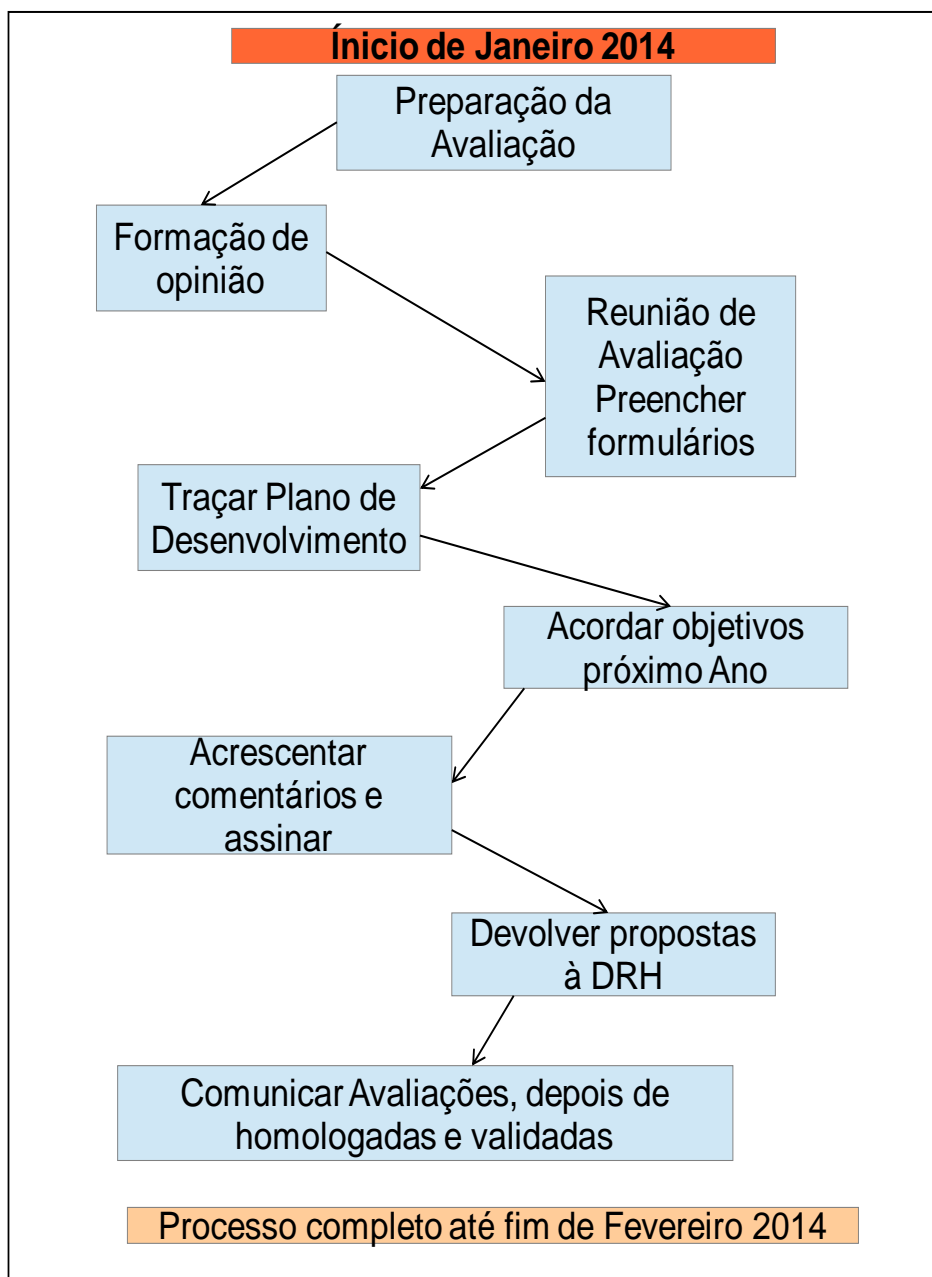 Ínicio de Janeiro 2014
Preparação da
Avaliação
Formação de
opinião
Reunião de
Avaliação
Preencher
formulários
Traçar Plano de
Desenvolvimento
Acordar objetivos
próximo Ano
Acrescentar
comentários e
assinar
Devolver propostas
à DRH
Comunicar Avaliações, depois de
homologadas e validadas
Processo completo até fim de Fevereiro 2014